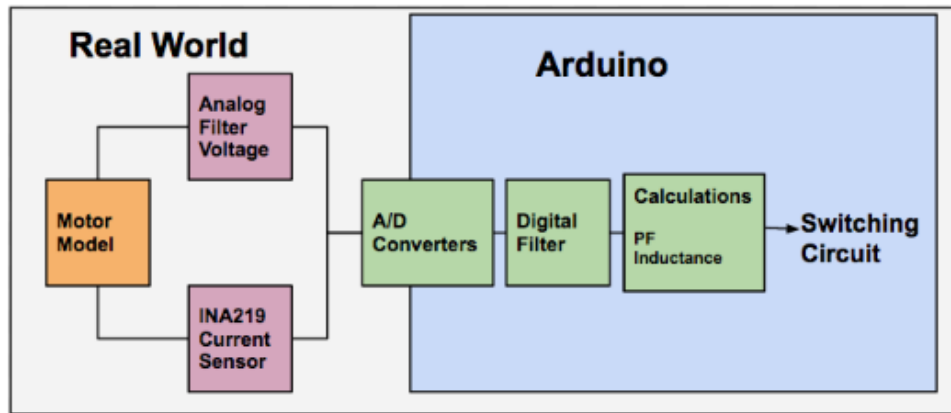 Real World
Arduino
Analog
Filter
Voltage
Motor
Model
A/D
Converters
Digital
Filter
Calculations
PF
Inductance
Switching
Circuit
INA219
Current
Sensor